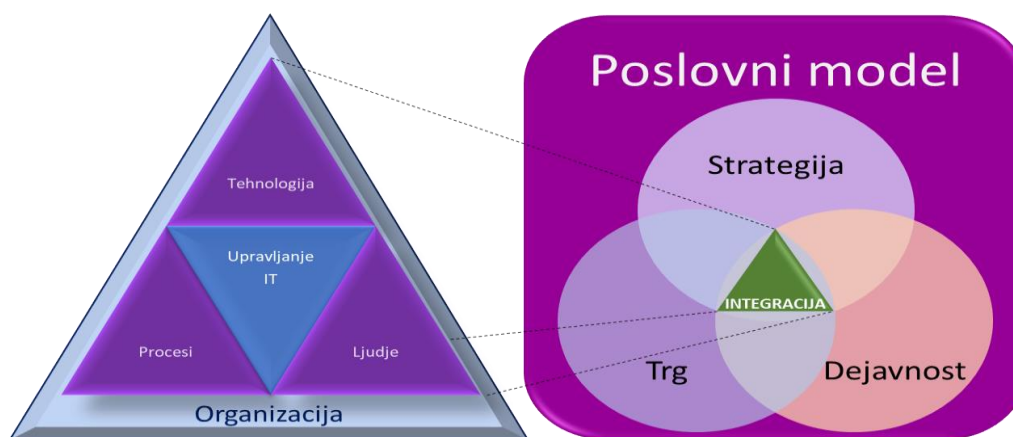 Tehnologija
Upravljanje
IT
Procesi
Ljudje
Organizacija
Poslovni model
Strategija
INTEGRACIJA
Trg
Dejavnost